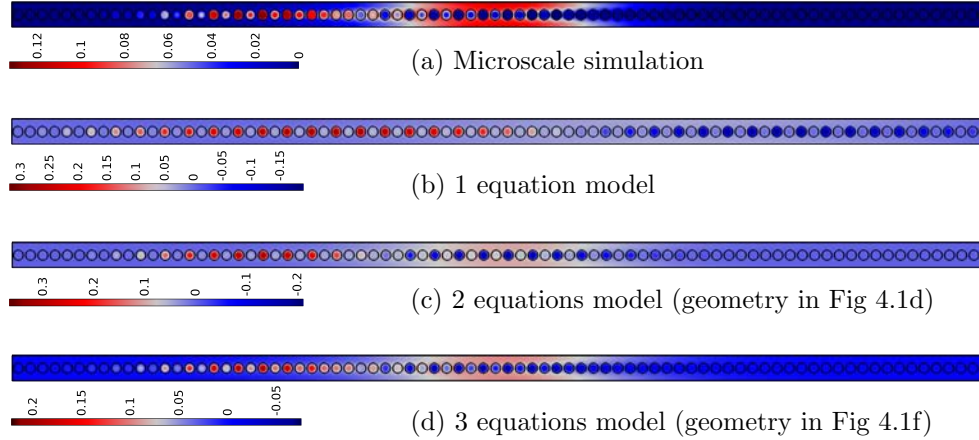 0.12 0.1 0.08 0.06 0.04 0.02 0
(a) Microscale simulation
0.3 0.25 0.2 0.15 0.1 0.05 0 -0.05 -0.1 -0.15
(b) 1 equation model
0.3 0.2 0.1 0 -0.1 -0.2
(c) 2 equations model (geometry in Fig 4.1d)
0.2 0.15 0.1 0.05 0 -0.05
(d) 3 equations model (geometry in Fig 4.1f)